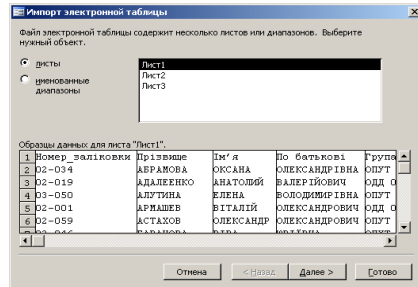 Импорт электронной таблицы
Файл электронной таблицы содержит несколько листов или диапазонов. Выберите
нужный объект.
листы
именованные
диапазоны
Лист1
Лист2
Лист3
Образцы данных для листа "Лист1".
1 Номер_заліковки Прізвище Ім'я По батькові Група
2 02-034 АБРАМОВА ОКСАНА ОЛЕКСАНДРІВНА ОПУТ
3 02-019 АДАЛЕЕНКО АНАТОЛИЙ ВАЛЕРІЙОВИЧ ОДД О
4 03-050 АЛУТИНА ЕЛЕНА ВОЛОДИМИРІВНА ОПУТ
5 02-001 АРМАШЕВ ВІТАЛІЙ ОЛЕКСАНДРОВИЧ ОДД О
6 02-059 АСТАХОВ ОЛЕКСАНДР ОЛЕКСАНДРОВИЧ ОПУТ
Отмена < Назад Далее > Готово